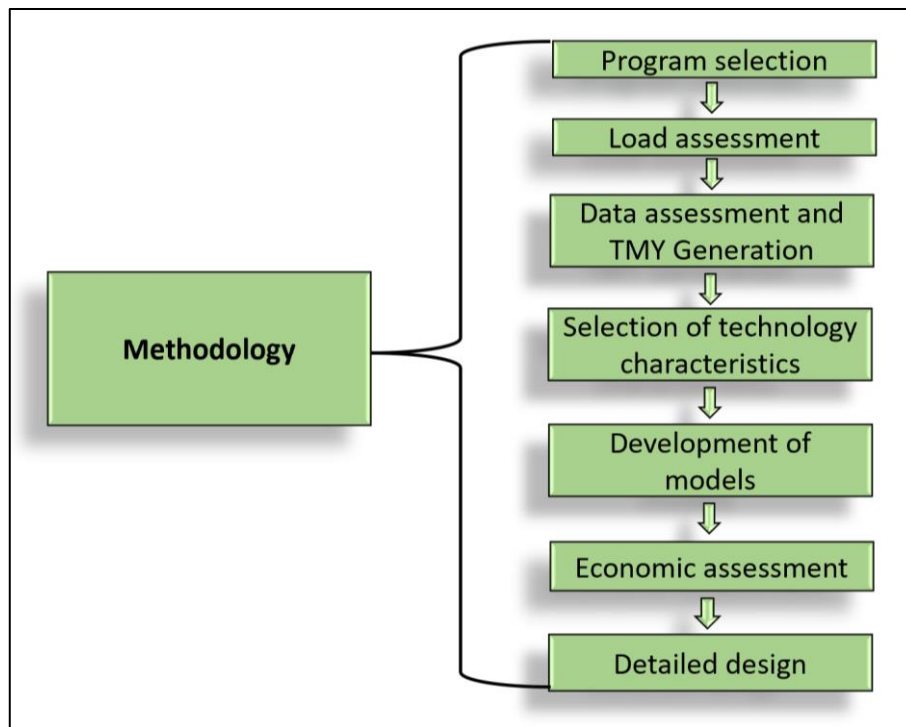 Methodology
Program selection
Load assessment
Data assessment and
TMY Generation
Selection of technology
characteristics
Development of
models
Economic assessment
Detailed design